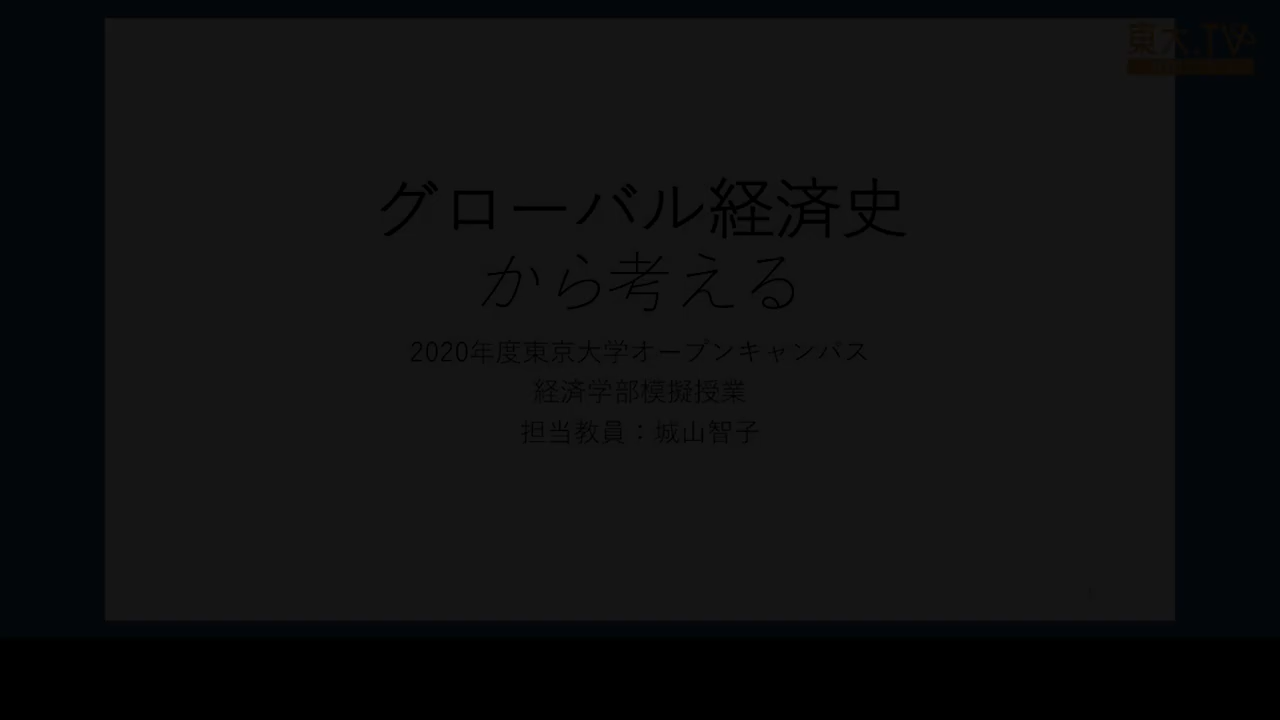 東大.TV
グローバル経済史
から考える
2020年度東京大学オープンキャンパス
経済学部模擬授業
担当教員：城山智子